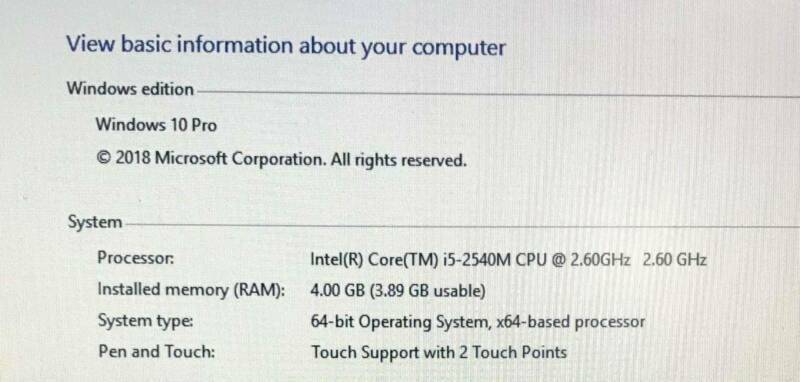 View basic information about your computer
Windows edition
Windows 10 Pro
© 2018 Microsoft Corporation. All rights reserved.
System
Processor: Intel(R) Core(TM) i5-2540M CPU @ 2.60GHz 2.60 GHz
Installed memory (RAM): 4.00 GB (3.89 GB usable)
System type: 64-bit Operating System, x64-based processor
Pen and Touch: Touch Support with 2 Touch Points